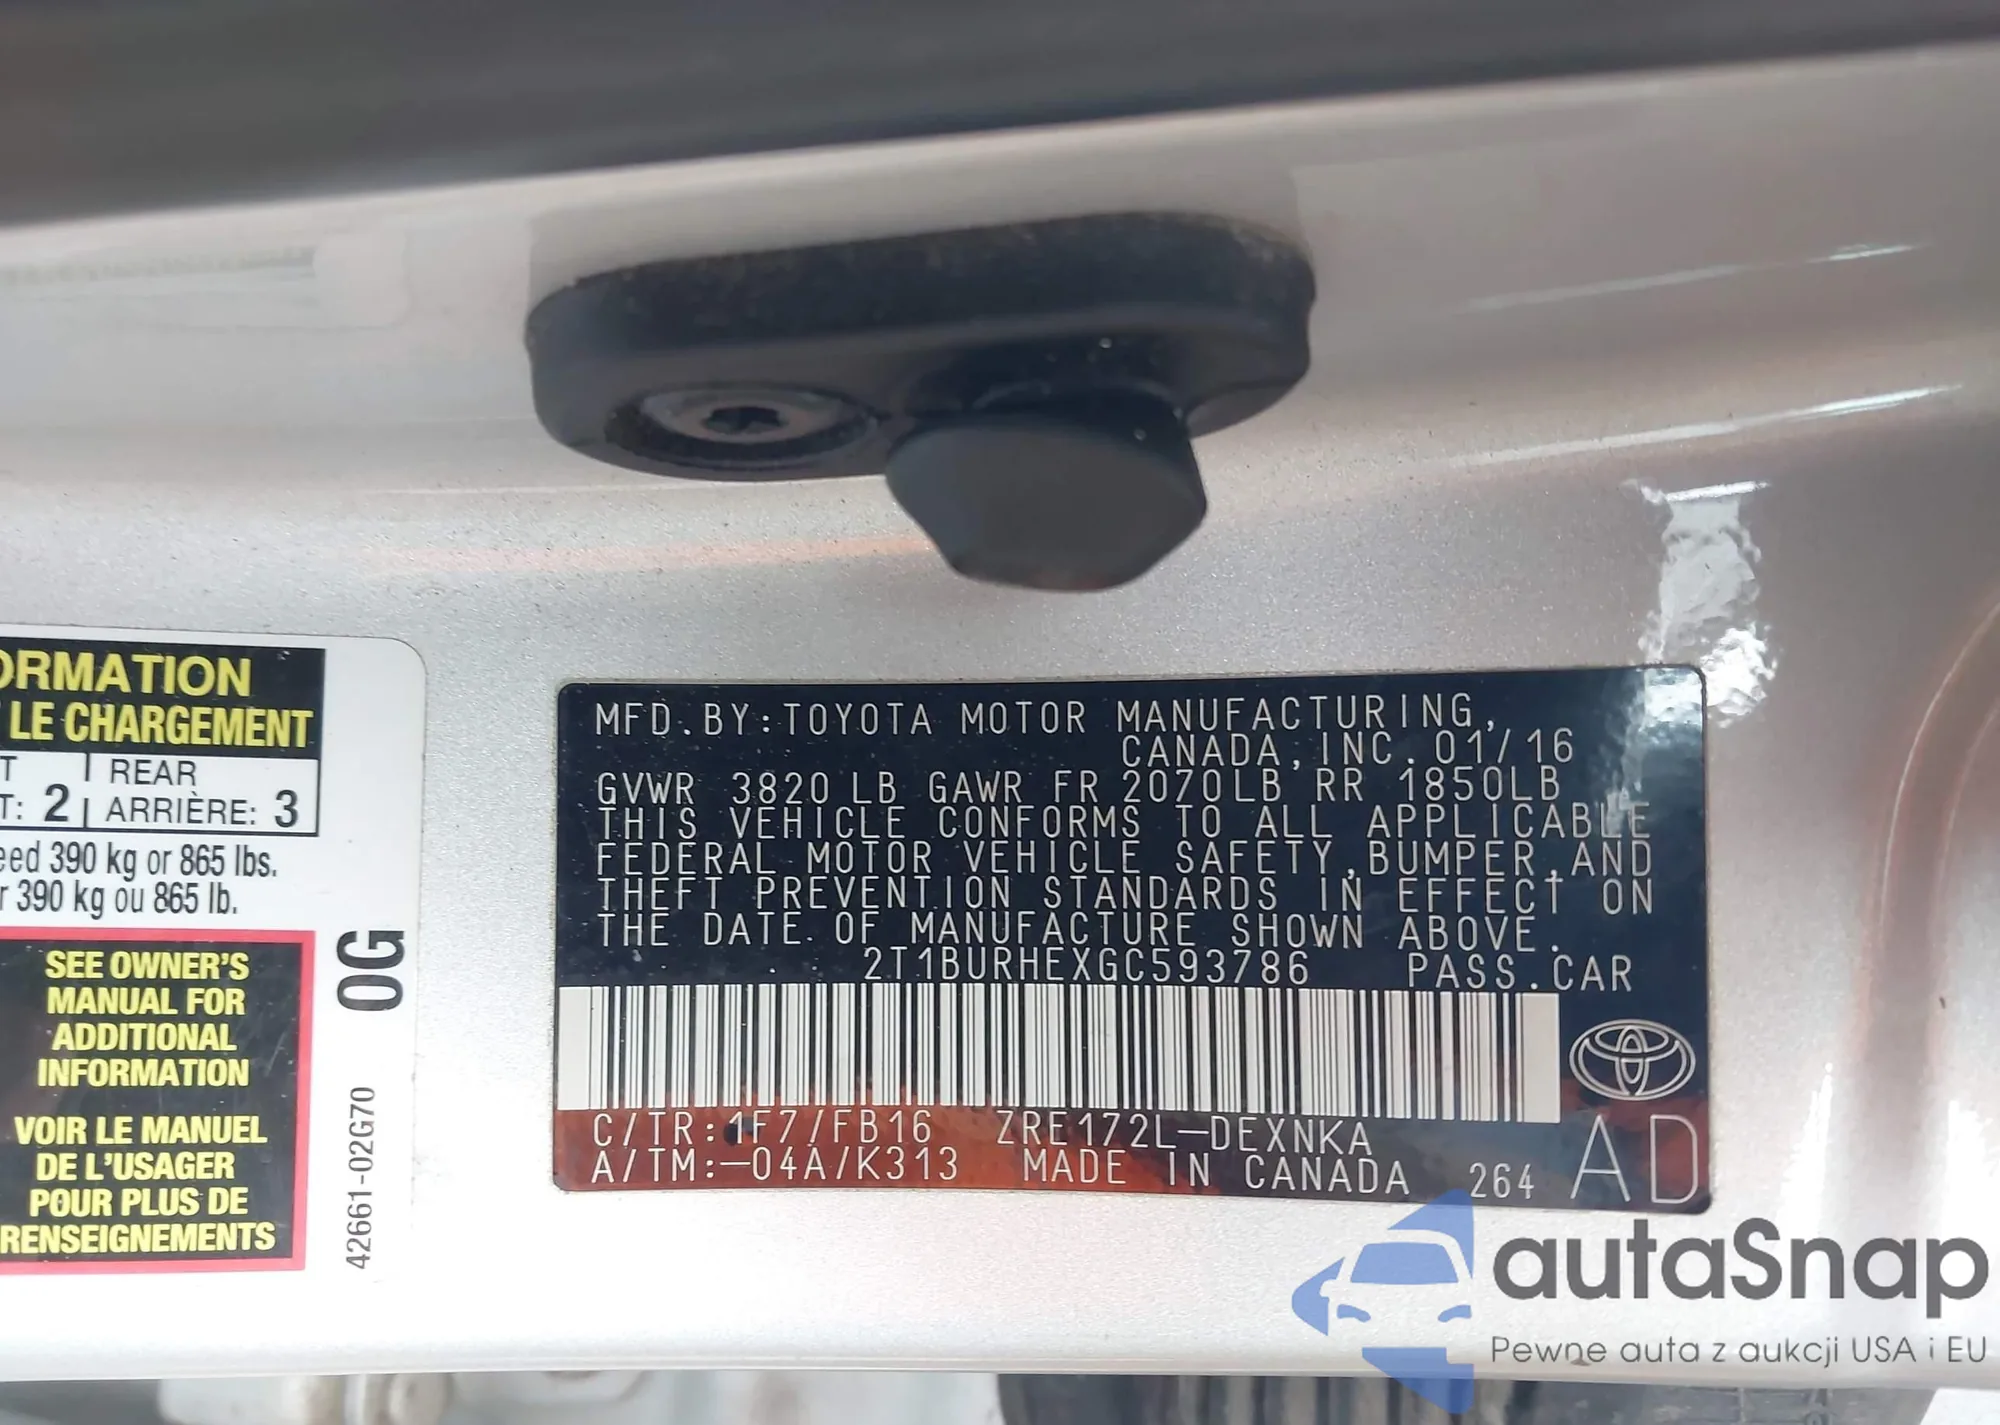 ORMATION
LE CHARGEMENT
T REAR
T: 2 ARRIÈRE: 3
eed 390 kg or 865 lbs.
r 390 kg ou 865 lb.
SEE OWNER'S
MANUAL FOR
ADDITIONAL
INFORMATION
VOIR LE MANUEL
DE L'USAGER
POUR PLUS DE
RENSEIGNEMENTS
0G
42661-02G70
MFD.BY:TOYOTA MOTOR MANUFACTURING,
CANADA,INC.01/16
GVWR 3820LB GAWR FR 2070LB RR 1850LB
THIS VEHICLE CONFORMS TO ALL APPLICABLE
FEDERAL MOTOR VEHICLE SAFETY,BUMPER,AND
THEFT PREVENTION STANDARDS IN EFFECT ON
THE DATE OF MANUFACTURE SHOWN ABOVE.
2T1BURHEXGC593786 PASS.CAR
C/TR:1F7/FB16 ZRE172L-DEXNKA
A/TM:-04A/K313 MADE IN CANADA 264
AD
autaSnap
Pewne auta z aukcji USA i EU